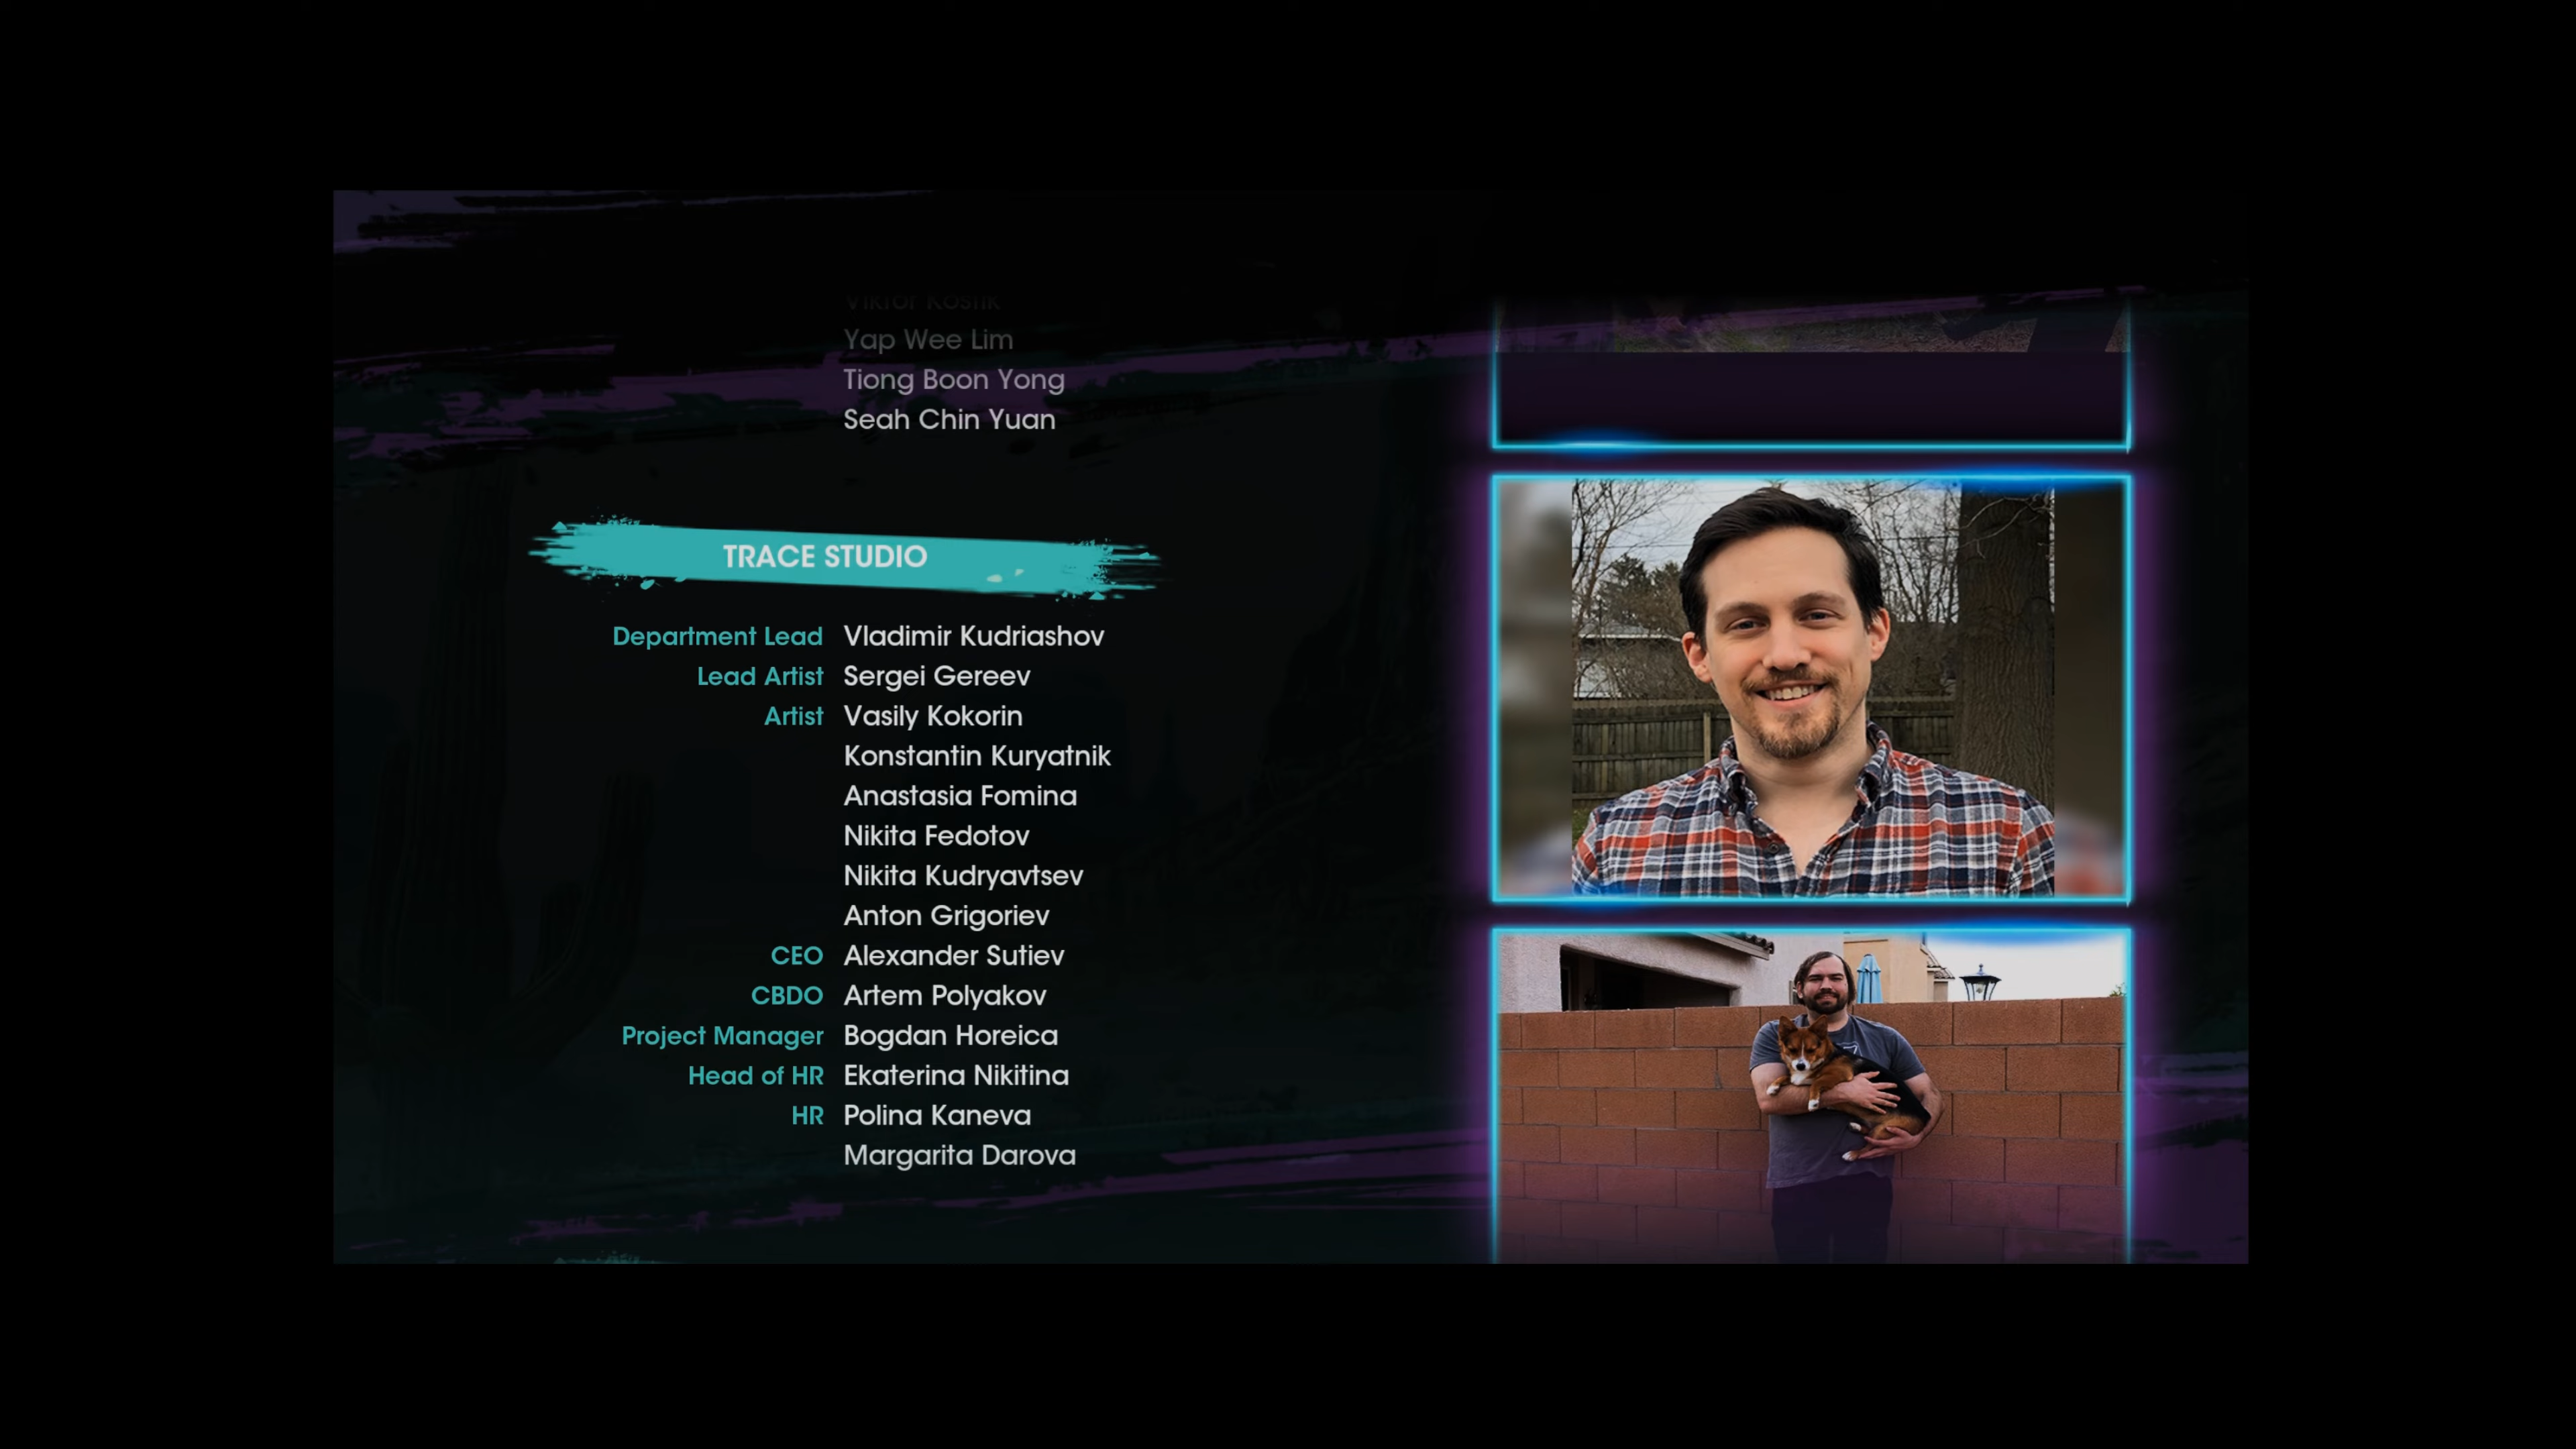 Viktor Kostik
Yap Wee Lim
Tiong Boon Yong
Seah Chin Yuan
TRACE STUDIO
Department Lead Vladimir Kudriashov
Lead Artist Sergei Gereev
Artist Vasily Kokorin
Konstantin Kuryatnik
Anastasia Fomina
Nikita Fedotov
Nikita Kudryavtsev
Anton Grigoriev
CEO Alexander Sutiev
CBDO Artem Polyakov
Project Manager Bogdan Horeica
Head of HR Ekaterina Nikitina
HR Polina Kaneva
Margarita Darova